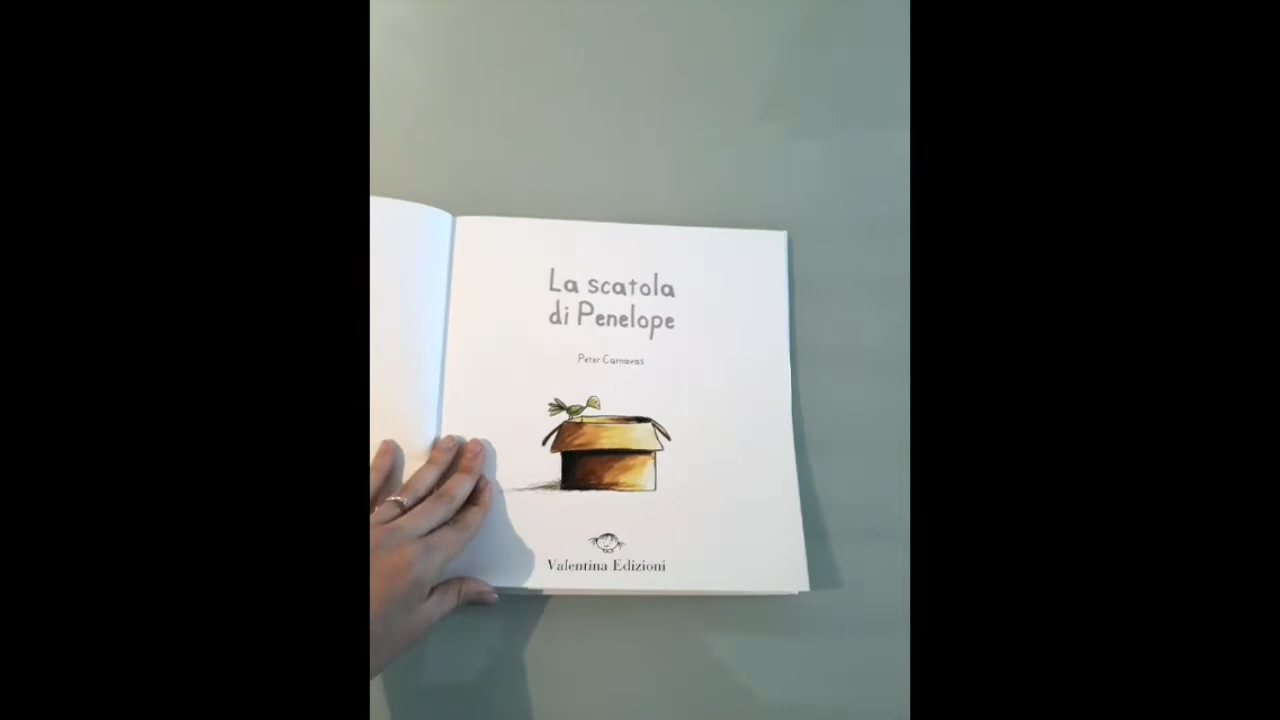 La scatola
di Penelope
Peter Carnavas
Valentina Edizioni